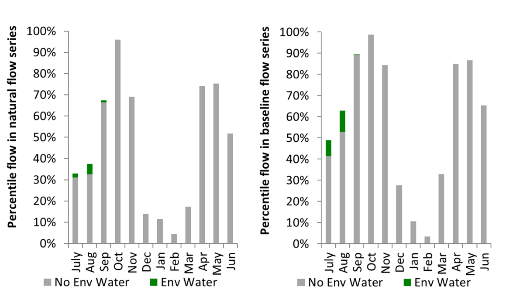 Percentile flow in natural flow series
100%
90%
80%
70%
60%
50%
40%
30%
20%
10%
0%
July
Aug
Sep
Oct
Nov
Dec
Jan
Feb
Mar
Apr
May
Jun
No Env Water
Env Water
Percentile flow in baseline flow series
100%
90%
80%
70%
60%
50%
40%
30%
20%
10%
0%
July
Aug
Sep
Oct
Nov
Dec
Jan
Feb
Mar
Apr
May
Jun
No Env Water
Env Water